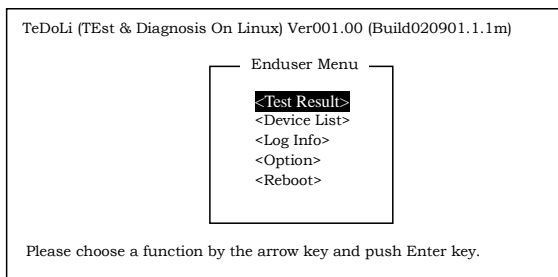 TeDoLi (TEst & Diagnosis On Linux) Ver001.00 (Build020901.1.1m)
Enduser Menu
<Test Result>
<Device List>
<Log Info>
<Option>
<Reboot>
Please choose a function by the arrow key and push Enter key.